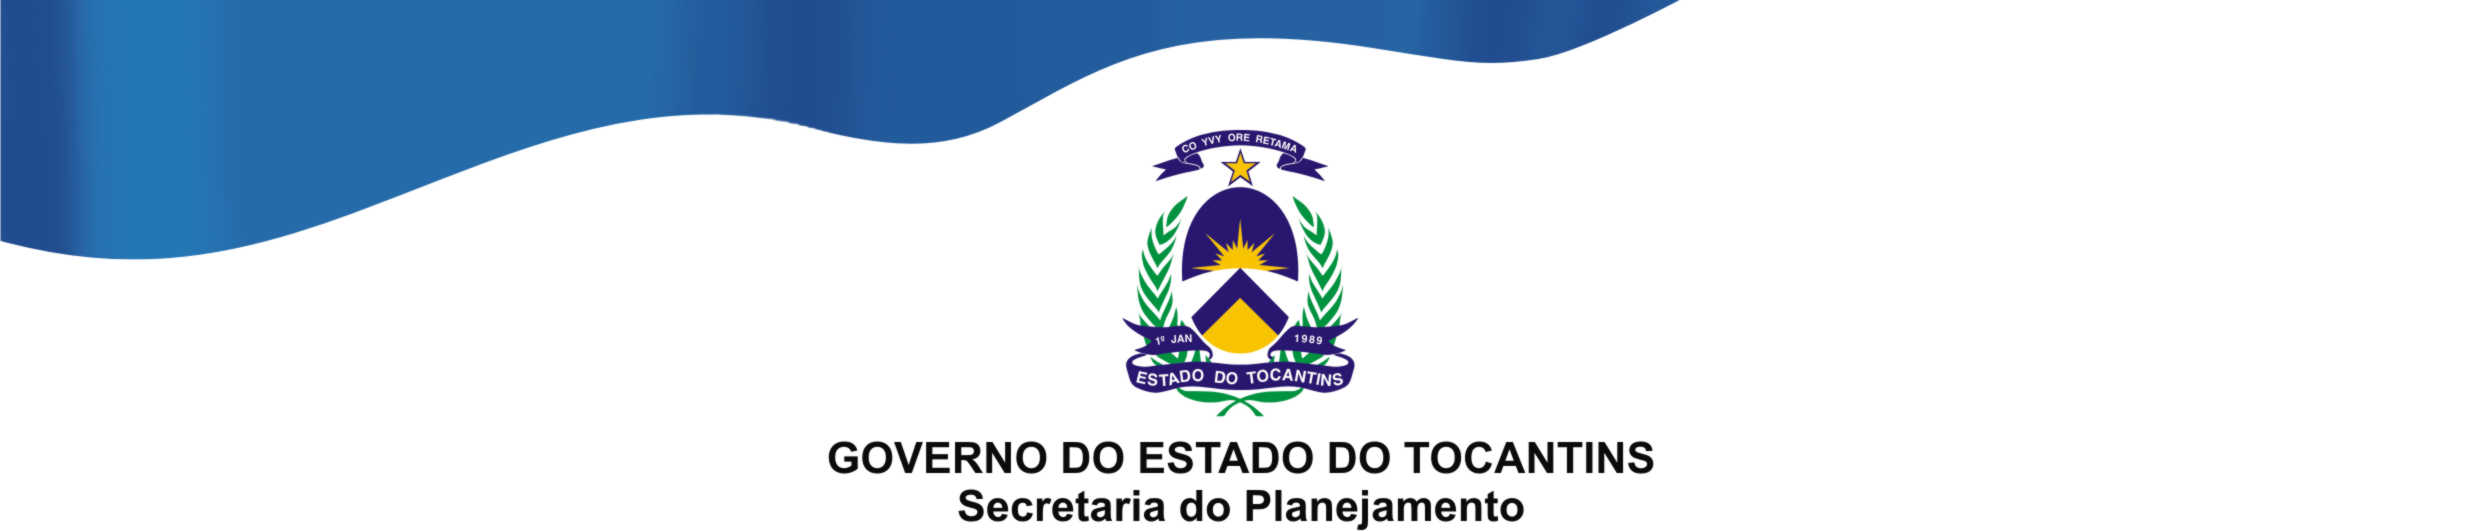 CO YVY ORE RETAMA
1º JAN 1989
ESTADO DO TOCANTINS
GOVERNO DO ESTADO DO TOCANTINS
Secretaria do Planejamento